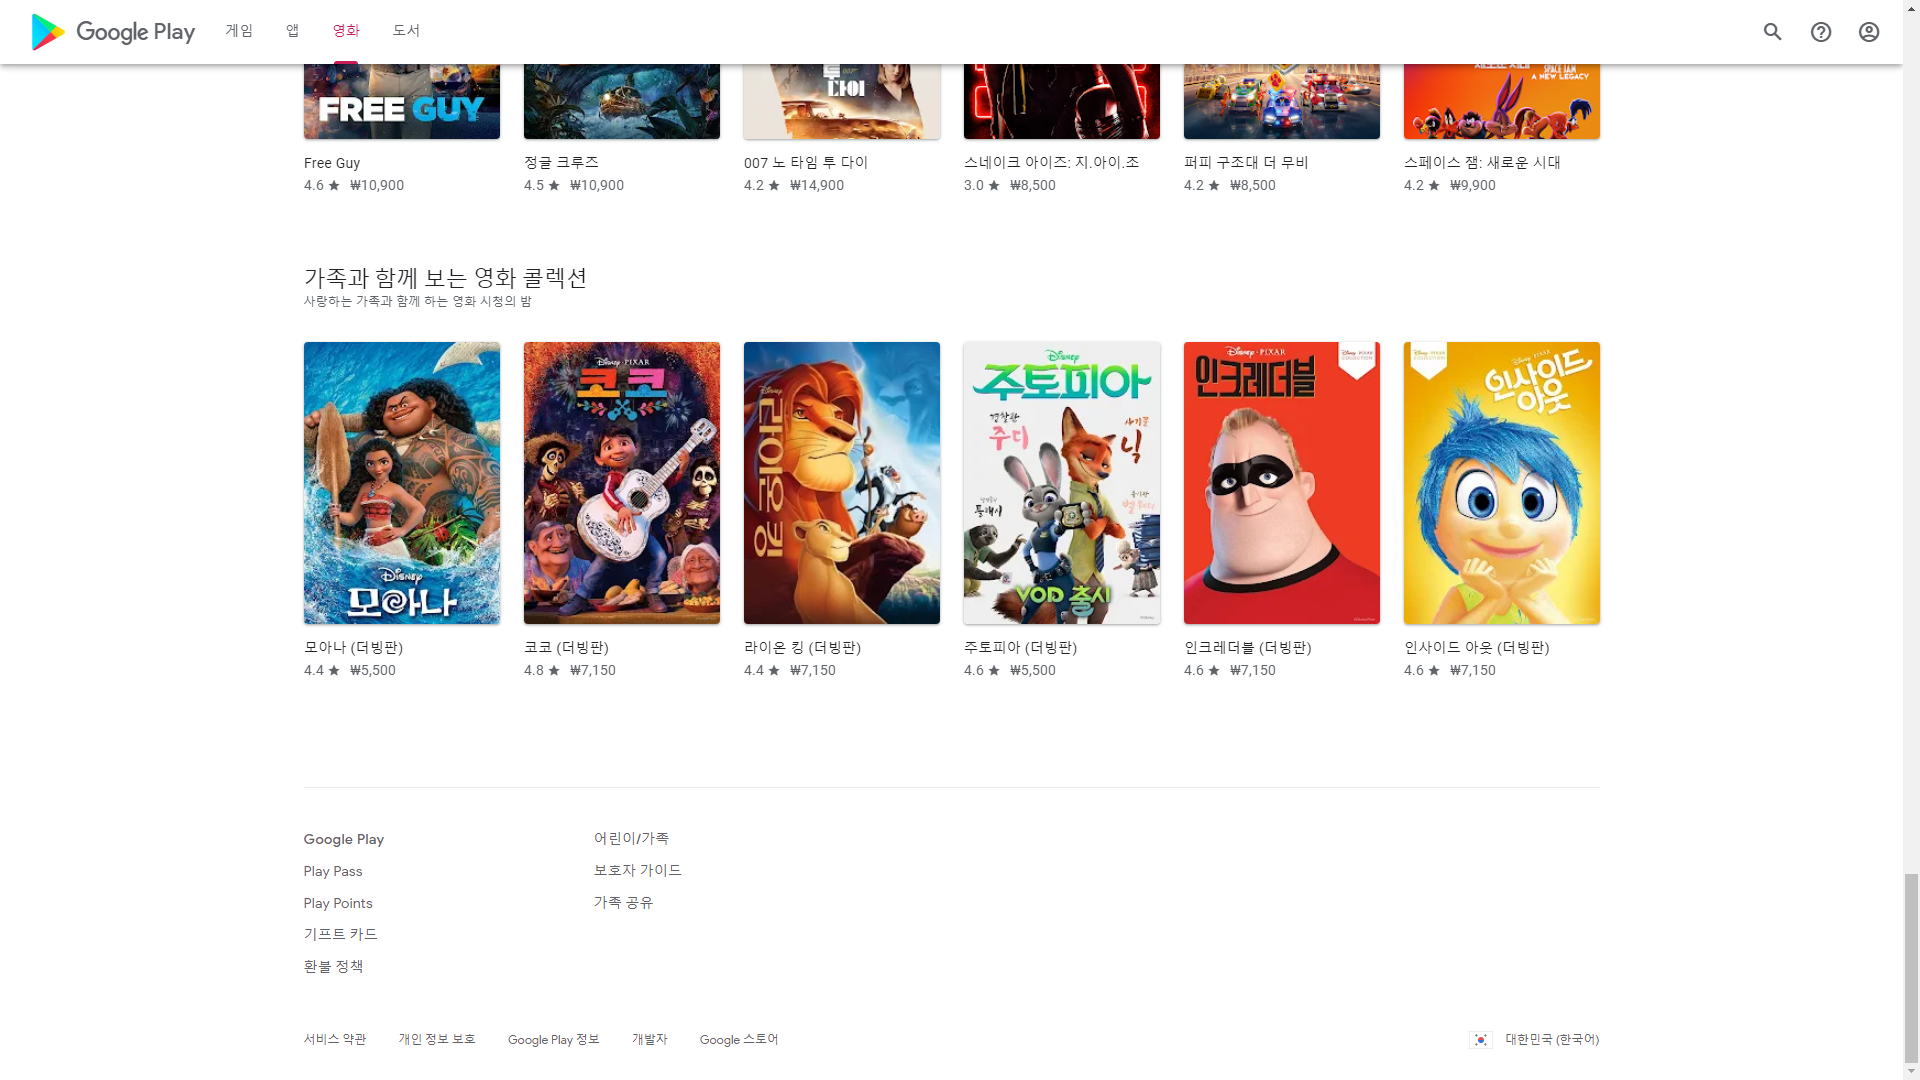 Google Play 게임 앱 영화 도서
FREE GUY
투
다이
A NEW LEGACY
Free Guy
4.6 ₩10,900
정글 크루즈
4.5 ₩10,900
007 노 타임 투 다이
4.2 ₩14,900
스네이크 아이즈: 지.아이.조
3.0 ₩8,500
퍼피 구조대 더 무비
4.2 ₩8,500
스페이스 잼: 새로운 시대
4.2 ₩9,900
가족과 함께 보는 영화 콜렉션
사랑하는 가족과 함께 하는 영화 시청의 밤
Disney
모아나
모아나 (더빙판)
4.4 ₩5,500
Disney · PIXAR
코코
코코 (더빙판)
4.8 ₩7,150
Disney
라이온 킹
라이온 킹 (더빙판)
4.4 ₩7,150
Disney
주토피아
경찰관
주디
사기꾼
닉
플래시
VOD 출시
주토피아 (더빙판)
4.6 ₩5,500
Disney · PIXAR
인크레더블
인크레더블 (더빙판)
4.6 ₩7,150
Disney · PIXAR
인사이드
아웃
인사이드 아웃 (더빙판)
4.6 ₩7,150
Google Play
Play Pass
Play Points
기프트 카드
환불 정책
어린이/가족
보호자 가이드
가족 공유
서비스 약관 개인 정보 보호 Google Play 정보 개발자 Google 스토어 대한민국 (한국어)